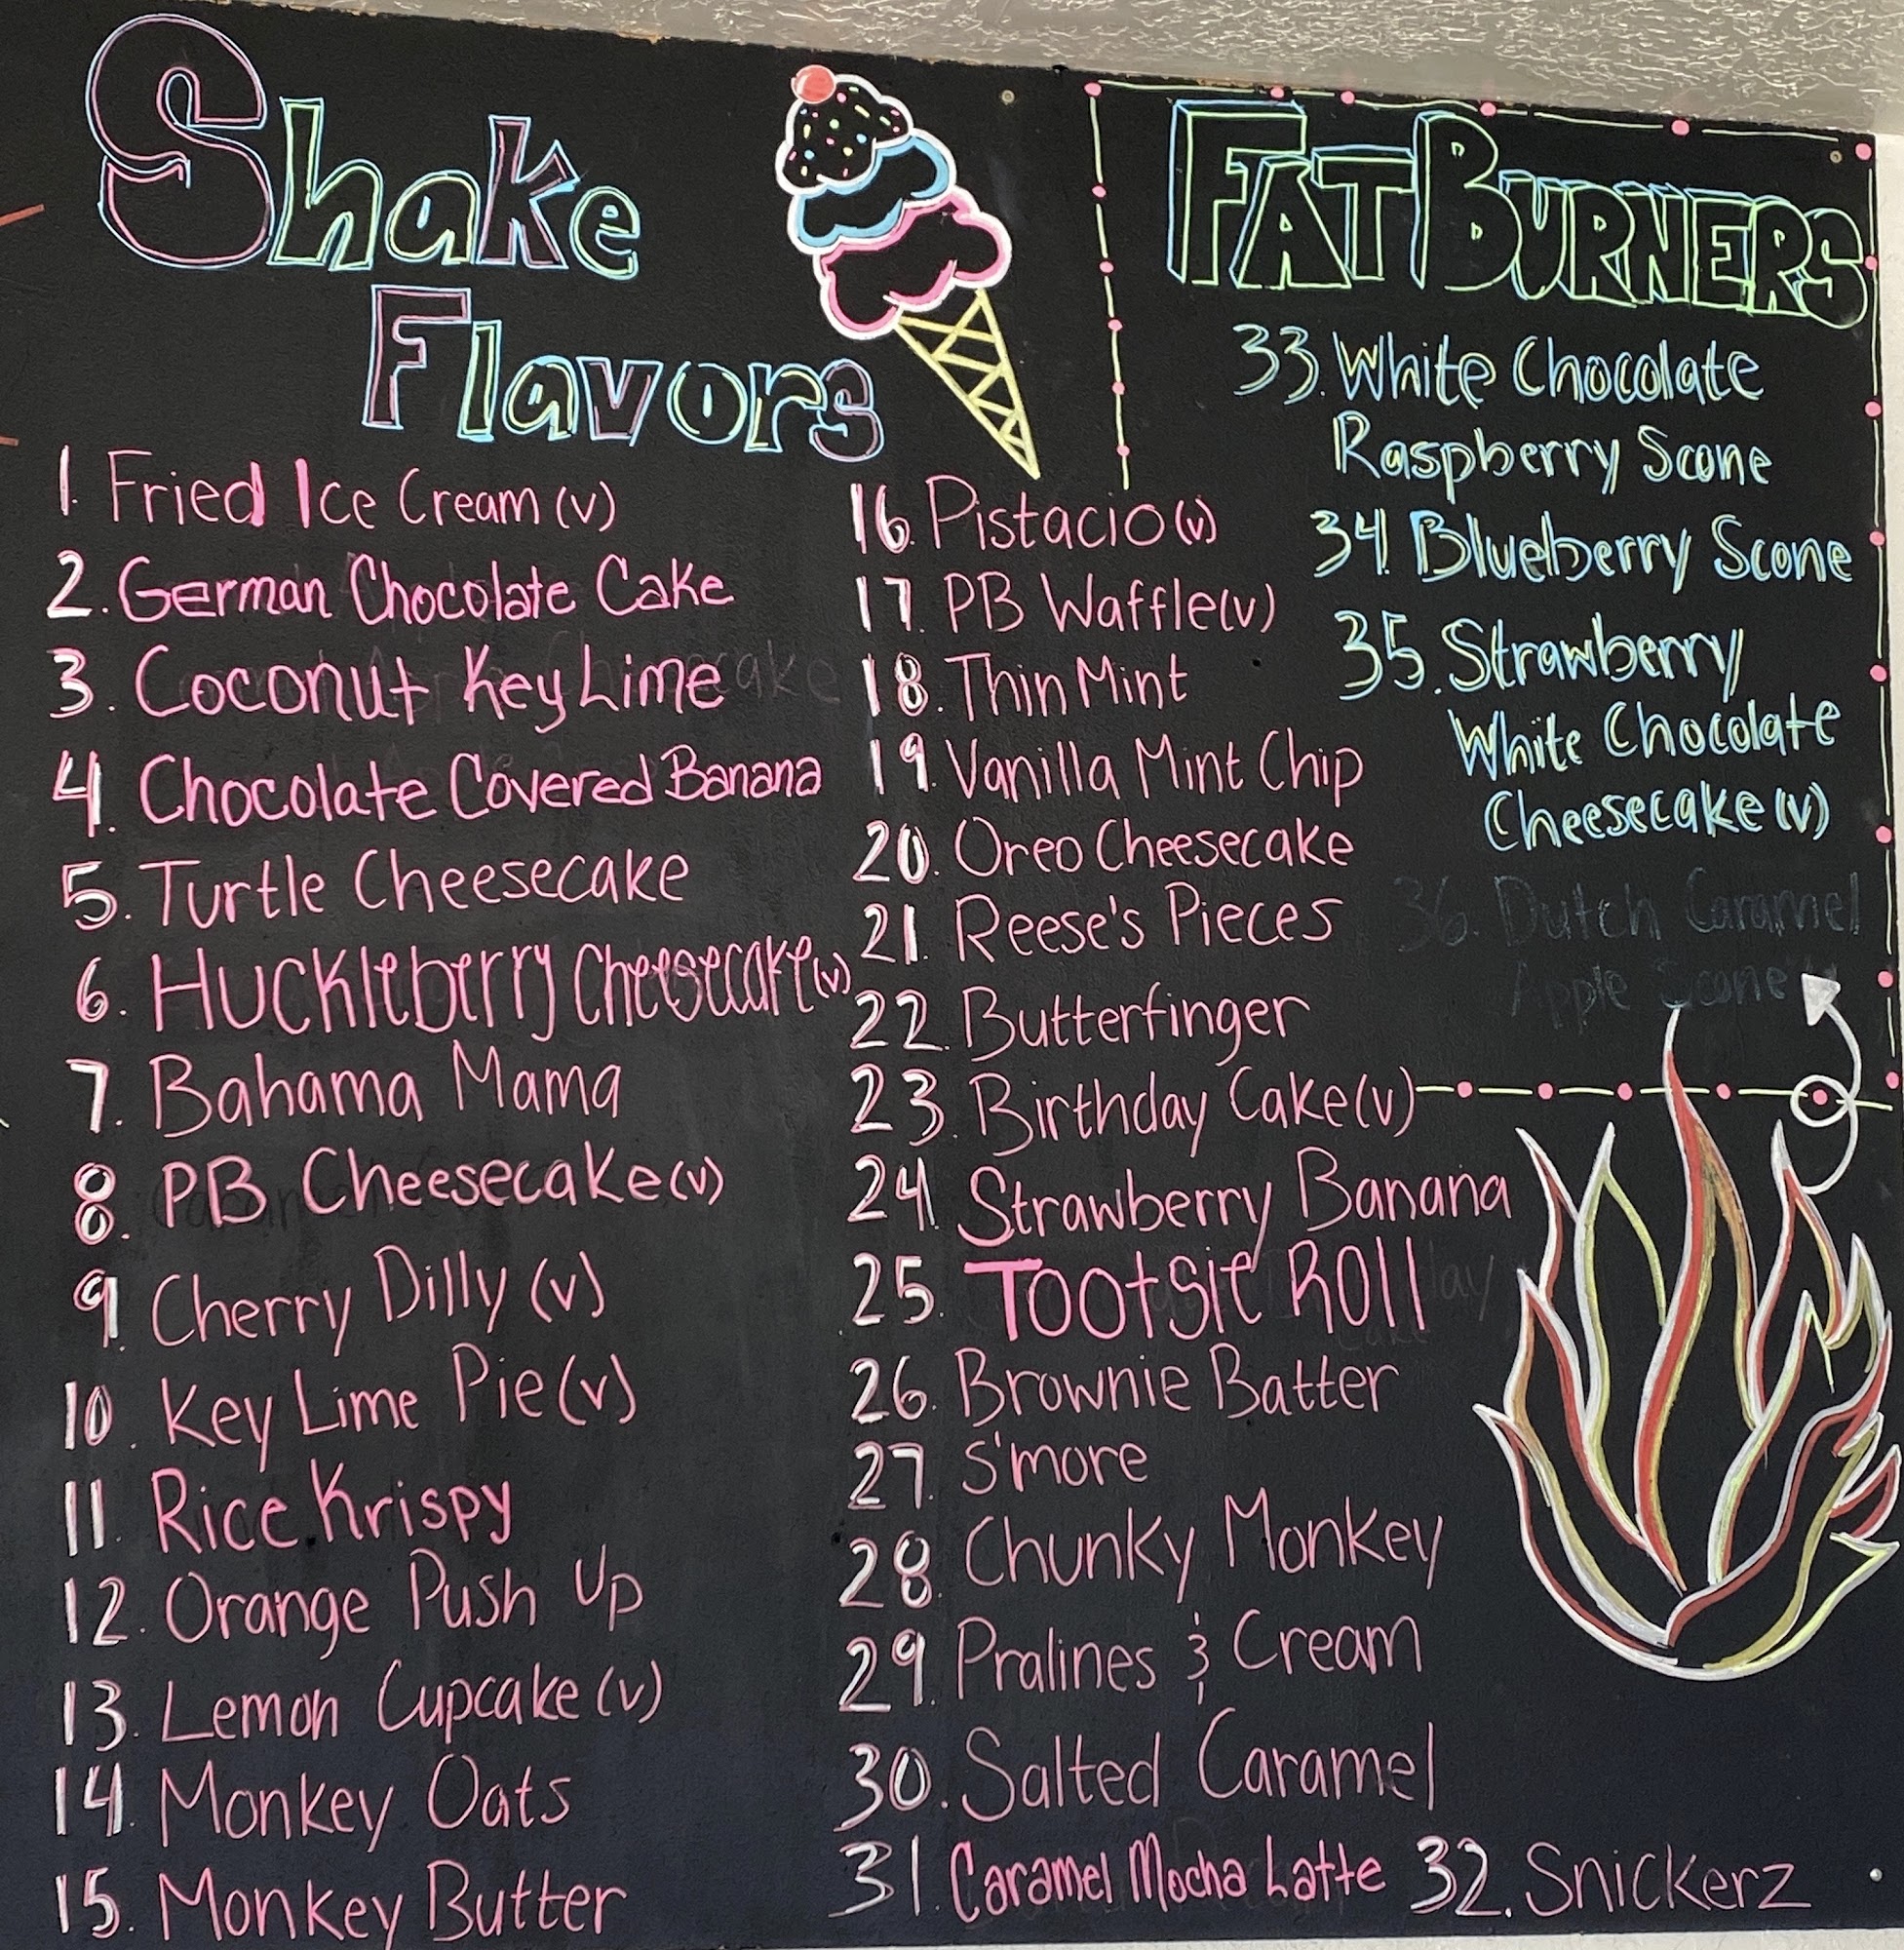 Shake
Flavors
1. Fried Ice Cream (v)
2. German Chocolate Cake
3. Coconut Key Lime
4. Chocolate Covered Banana
5. Turtle Cheesecake
6. Huckleberry Cheesecake (v)
7. Bahama Mama
8. PB Cheesecake (v)
9. Cherry Dilly (v)
10. Key Lime Pie (v)
11. Rice Krispy
12. Orange Push Up
13. Lemon Cupcake (v)
14. Monkey Oats
15. Monkey Butter
16. Pistacio (v)
17. PB Waffle (v)
18. Thin Mint
19. Vanilla Mint Chip
20. Oreo Cheesecake
21. Reese's Pieces
22. Butterfinger
23. Birthday Cake (v)
24. Strawberry Banana
25. Tootsie Roll
26. Brownie Batter
27. S'more
28. Chunky Monkey
29. Pralines & Cream
30. Salted Caramel
31. Caramel Mocha Latte
32. Snickerz
FAT BURNERS
33. White Chocolate
Raspberry Scone
34. Blueberry Scone
35. Strawberry
White Chocolate
Cheesecake (v)
36. Dutch Caramel
Apple Scone